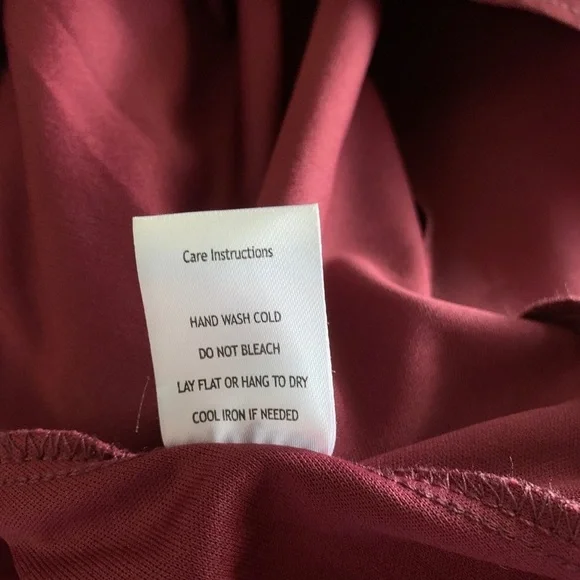 Care Instructions
HAND WASH COLD
DO NOT BLEACH
LAY FLAT OR HANG TO DRY
COOL IRON IF NEEDED